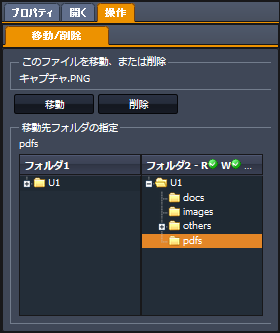 プロパティ 開く 操作
移動/削除
このファイルを移動、または削除
キャプチャ.PNG
移動 削除
移動先フォルダの指定
pdfs
フォルダ1 フォルダ2 - R W ...
U1 U1
docs
images
others
pdfs